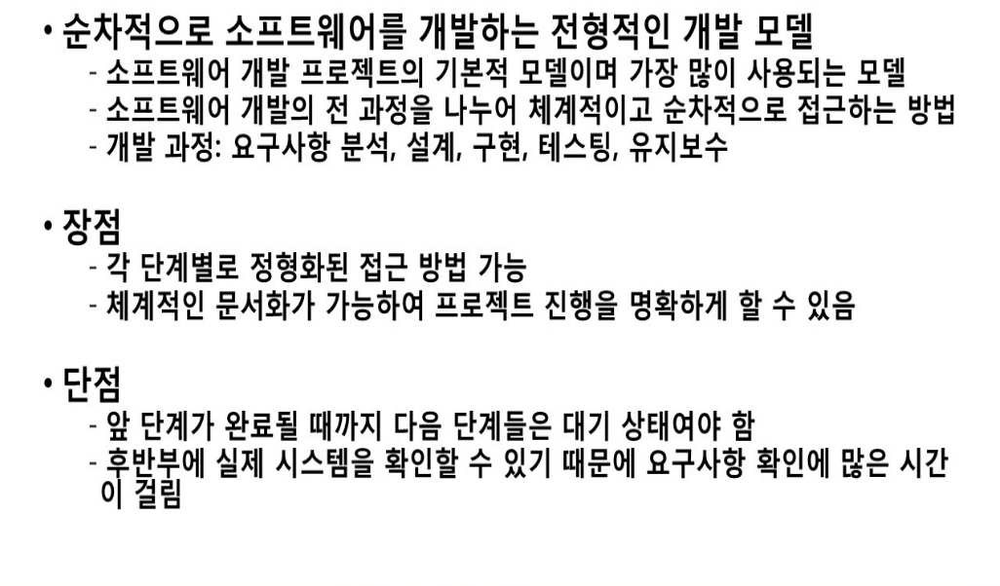 • 순차적으로 소프트웨어를 개발하는 전형적인 개발 모델
- 소프트웨어 개발 프로젝트의 기본적 모델이며 가장 많이 사용되는 모델
- 소프트웨어 개발의 전 과정을 나누어 체계적이고 순차적으로 접근하는 방법
- 개발 과정: 요구사항 분석, 설계, 구현, 테스팅, 유지보수
• 장점
- 각 단계별로 정형화된 접근 방법 가능
- 체계적인 문서화가 가능하여 프로젝트 진행을 명확하게 할 수 있음
• 단점
- 앞 단계가 완료될 때까지 다음 단계들은 대기 상태여야 함
- 후반부에 실제 시스템을 확인할 수 있기 때문에 요구사항 확인에 많은 시간
이 걸림